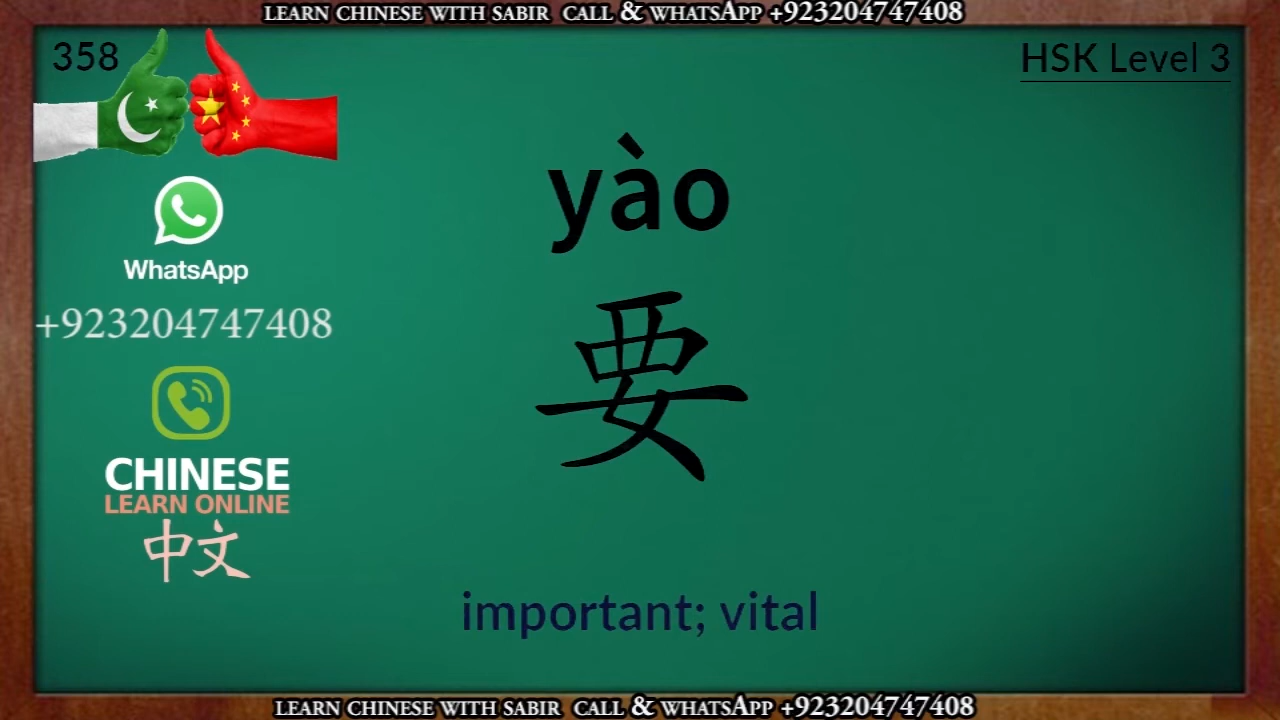 LEARN CHINESE WITH SABIR CALL & WHATSAPP +923204747408
358
HSK Level 3
yào
要
WhatsApp
+923204747408
CHINESE
LEARN ONLINE
中文
important; vital
LEARN CHINESE WITH SABIR CALL & WHATSAPP +923204747408